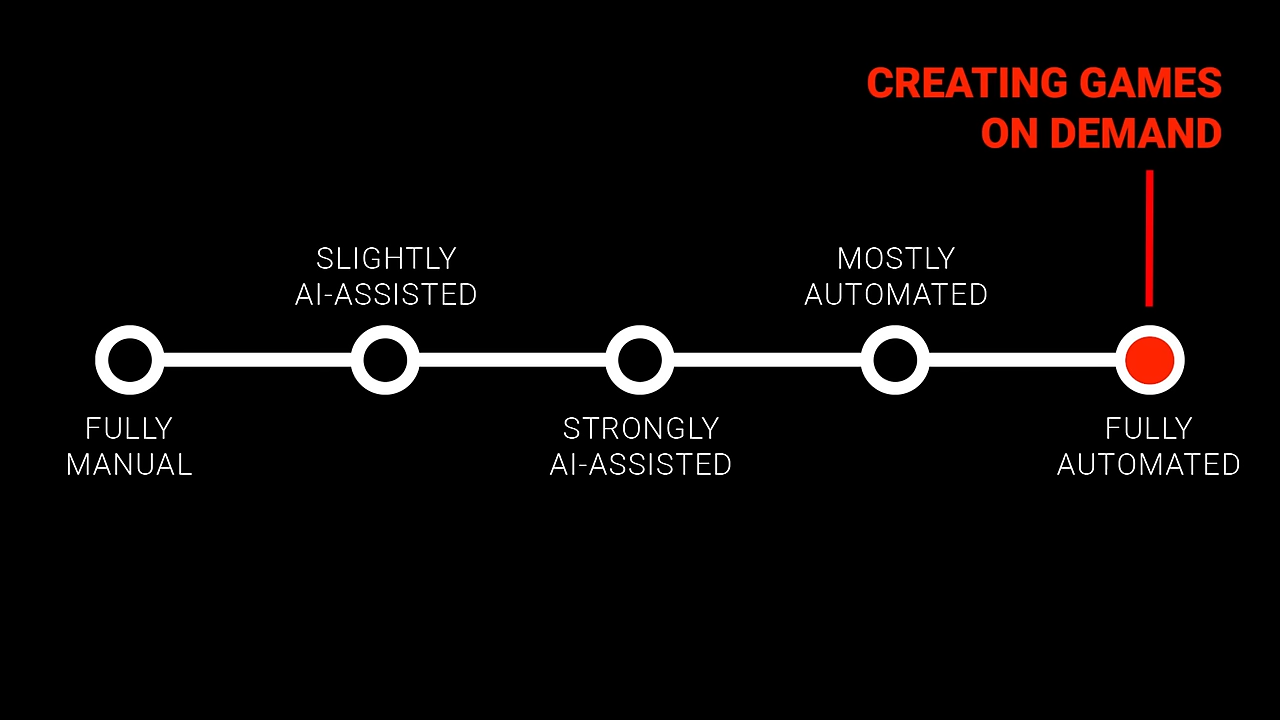 CREATING GAMES
ON DEMAND
SLIGHTLY
AI-ASSISTED
MOSTLY
AUTOMATED
FULLY
MANUAL
STRONGLY
AI-ASSISTED
FULLY
AUTOMATED